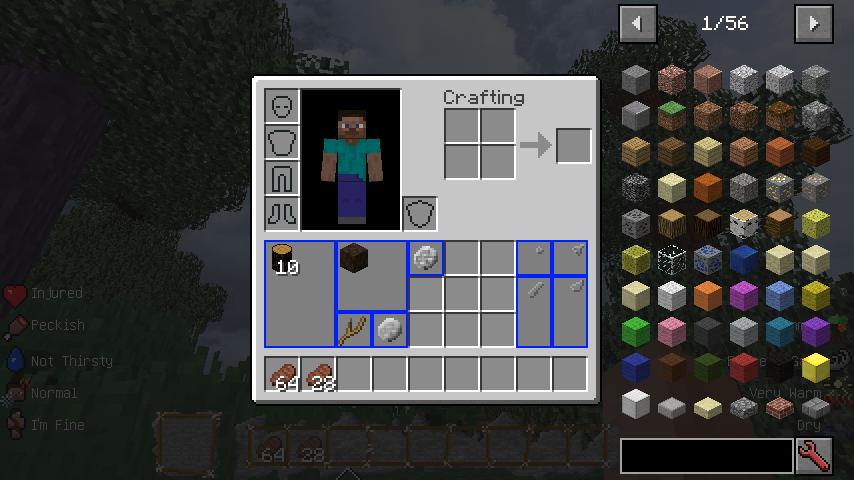 1/56
Crafting
10
Injured
Peckish
Not Thirsty
Normal
I'm Fine
64
28
Very Warm
Dry
64
28